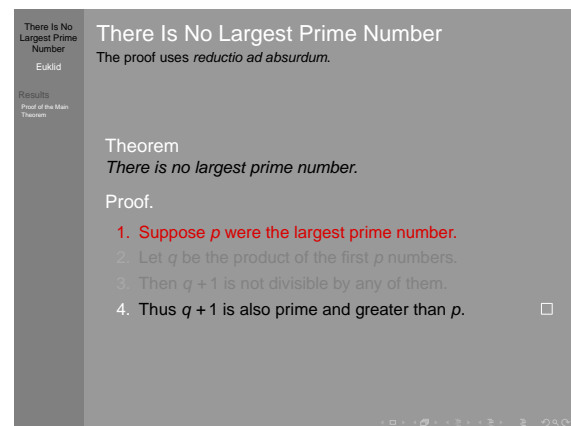 There Is No
Largest Prime
Number
Euklid
Results
Proof of the Main
Theorem
There Is No Largest Prime Number
The proof uses reductio ad absurdum.
Theorem
There is no largest prime number.
Proof.
1. Suppose p were the largest prime number.
2. Let q be the product of the first p numbers.
3. Then q + 1 is not divisible by any of them.
4. Thus q + 1 is also prime and greater than p. □